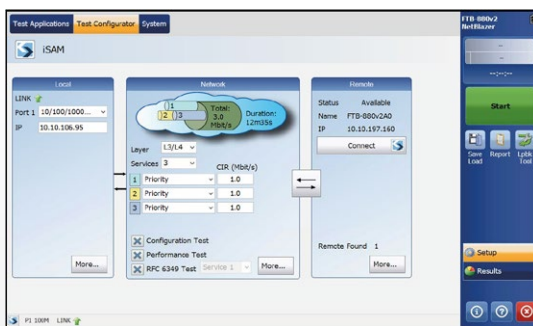 Test Applications Test Configurator System
FTB-880v2
NetBlazer
iSAM
Local
LINK
Port 1 10/100/1000...
IP 10.10.106.95
More...
Network
1
2 3
Total:
3.0
Mbit/s
Duration:
12m35s
Layer L3/L4
Services 3
CIR (Mbit/s)
1 Priority 1.0
2 Priority 1.0
3 Priority 1.0
Configuration Test
Performance Test
RFC 6349 Test Service 1 More...
Remote
Status Available
Name FTB-880v2A0
IP 10.10.197.160
Connect
Remote Found 1
More...
--
--
--:--:--
Start
Save
Load
Report
Lpbk
Tool
Setup
Results
P1 100M LINK